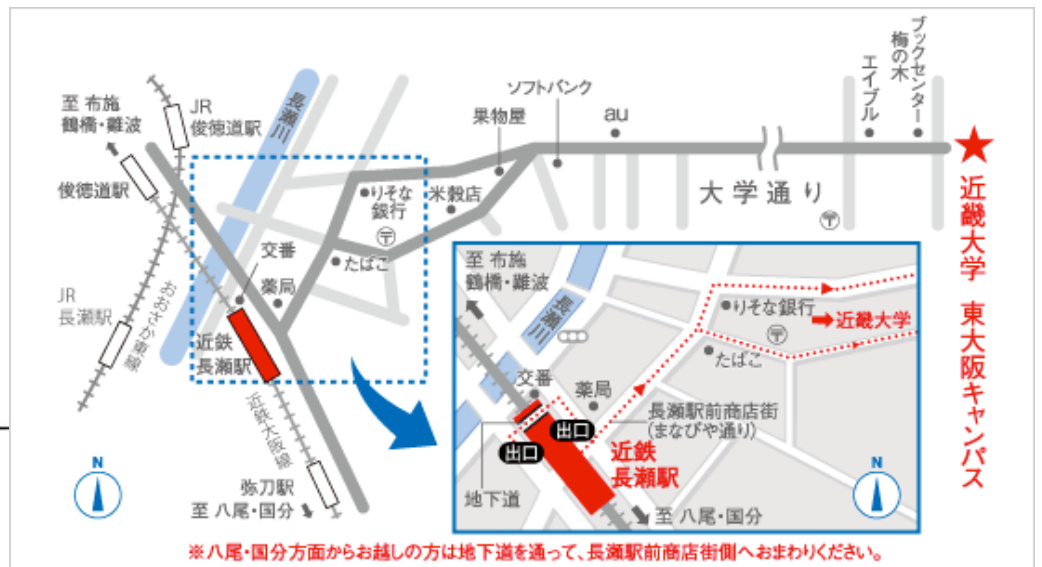 至 布施
鶴橋・難波
JR
俊徳道駅
長瀬川
俊徳道駅
JR
長瀬駅
おおさか東線
交番
薬局
近鉄
長瀬駅
近鉄大阪線
弥刀駅
至 八尾・国分
N
りそな
銀行
〒
たばこ
米穀店
果物屋
ソフトバンク
au
大学通り
〒
エイブル
ブックセンター
梅の木
★
近畿大学 東大阪キャンパス
至 布施
鶴橋・難波
長瀬川
りそな銀行
〒
近畿大学
たばこ
交番
薬局
長瀬駅前商店街
(まなびや通り)
出口
出口
近鉄
長瀬駅
地下道
至 八尾・国分
N
※八尾・国分方面からお越しの方は地下道を通って、長瀬駅前商店街側へおまわりください。